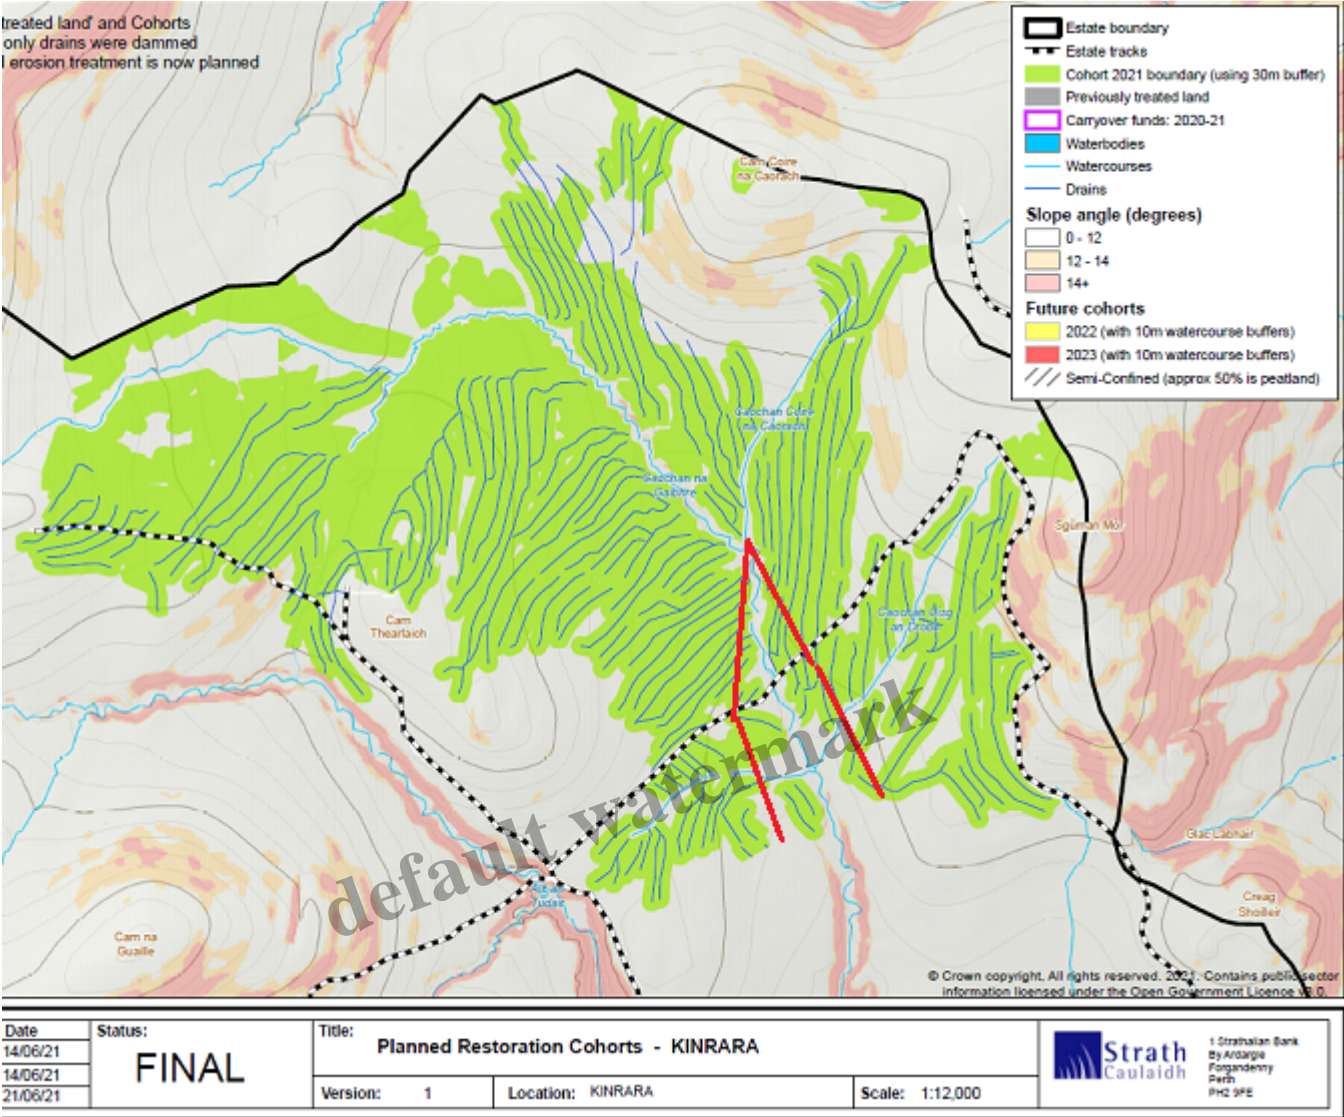 treated land' and Cohorts
only drains were dammed
erosion treatment is now planned
Estate boundary
Estate tracks
Cohort 2021 boundary (using 30m buffer)
Previously treated land
Carryover funds: 2020-21
Waterbodies
Watercourses
Drains
Slope angle (degrees)
0 - 12
12 - 14
14+
Future cohorts
2022 (with 10m watercourse buffers)
2023 (with 10m watercourse buffers)
Semi-Confined (approx 50% is peatland)
Carn Coire
na Caorach
Caochan Coire
na Caorach
Caochan na
Gaibhre
Sgùman Mòr
Caochan
an
Carn
Thearlaich
default watermark
Glac Labhair
Creag
Carn na
Guaille
© Crown copyright, All rights reserved. 2021. Contains public sector
information licensed under the Open Government Licence v3.0.
Date
14/06/21
14/06/21
21/06/21
Status:
FINAL
Title:
Planned Restoration Cohorts - KINRARA
Version: 1
Location: KINRARA
Scale: 1:12,000
Strath
Caulaidh
1 Strathallan Bank
By Ardargie
Forgandenny
Perth
PH2 9FE